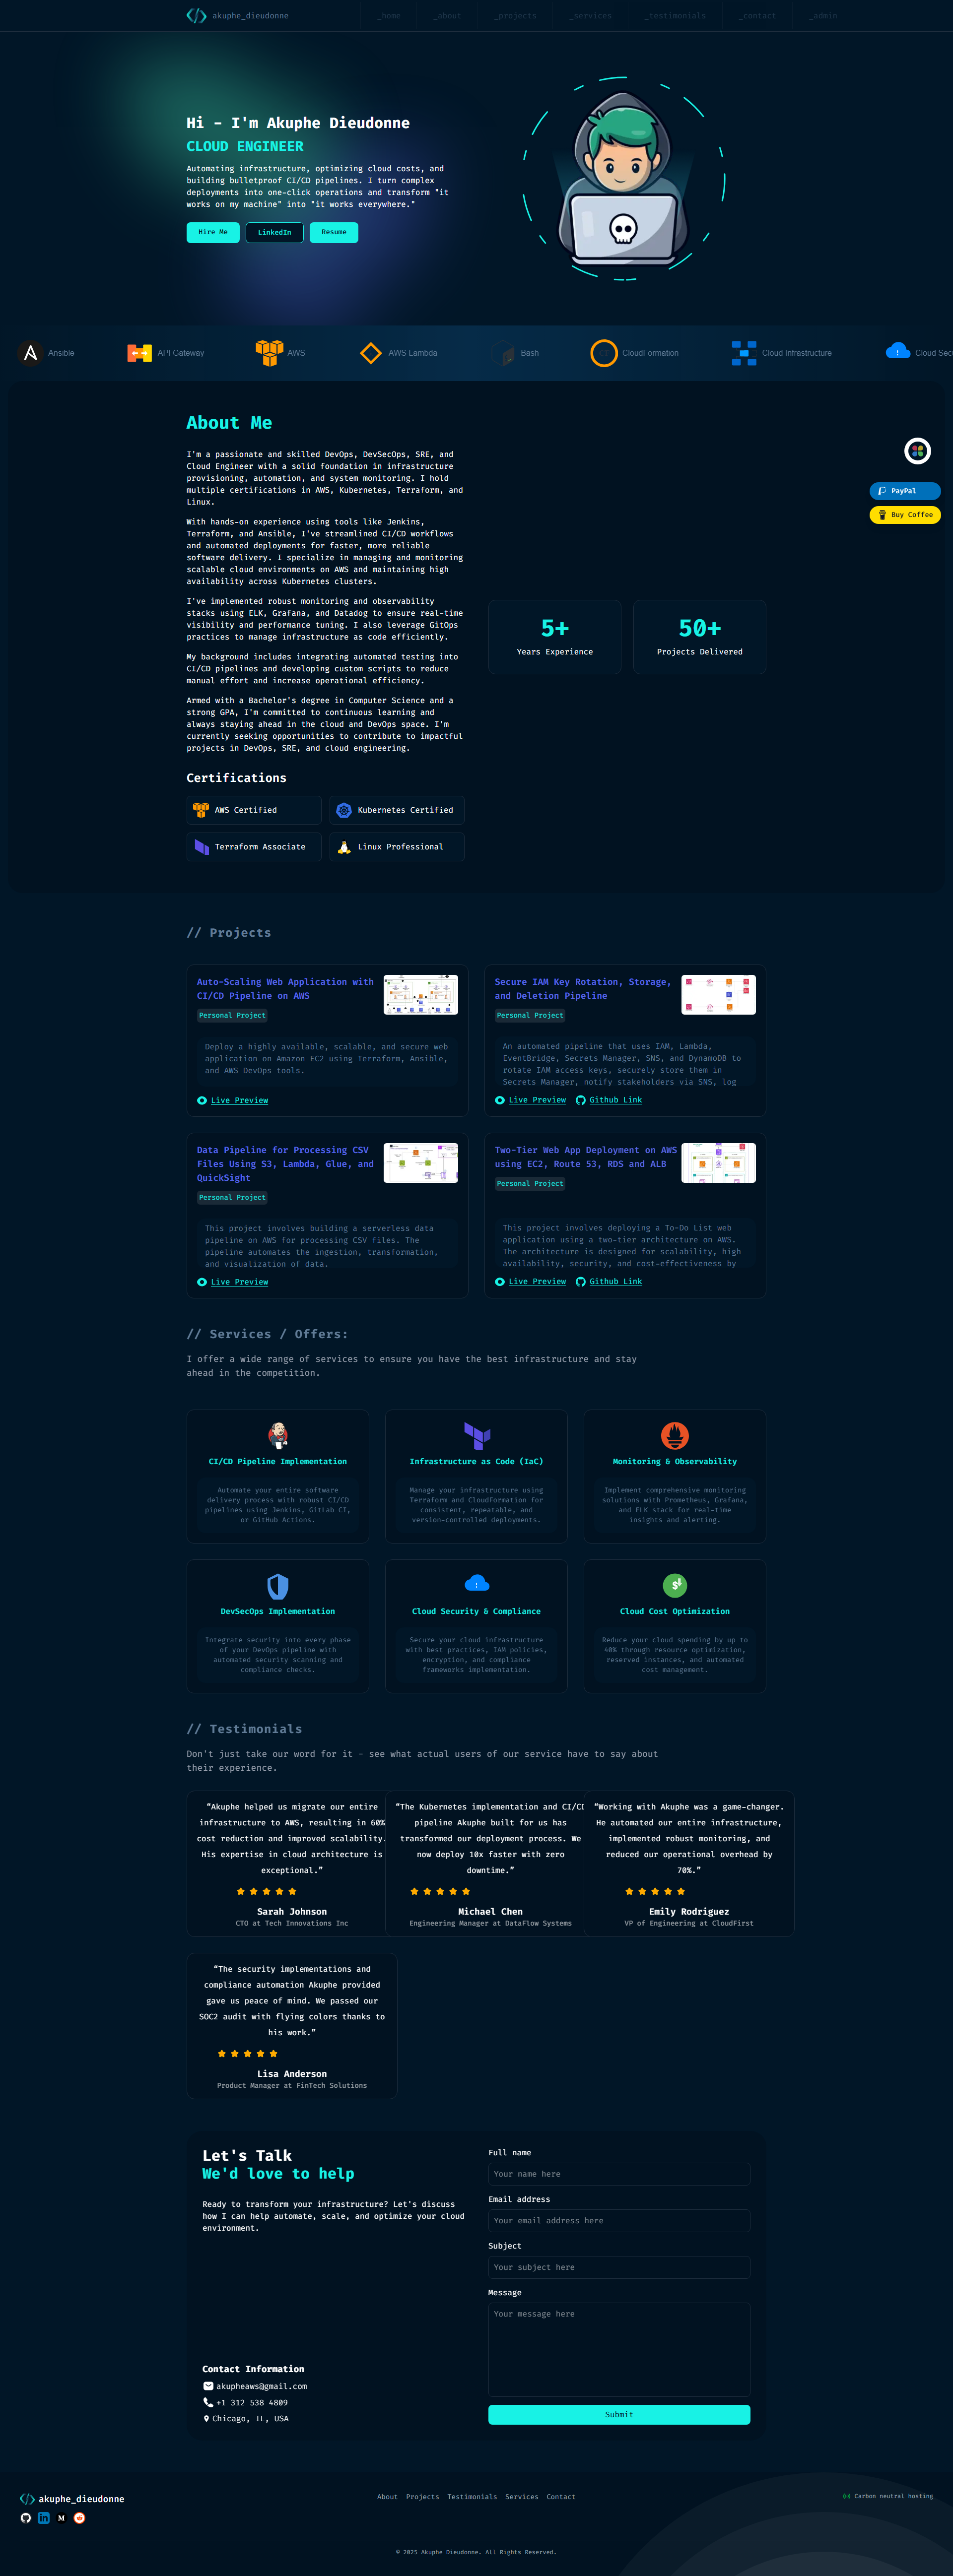 akuphe_dieudonne
_home
_about
_projects
_services
_testimonials
_contact
_admin
Hi - I'm Akuphe Dieudonne
CLOUD ENGINEER
Automating infrastructure, optimizing cloud costs, and
building bulletproof CI/CD pipelines. I turn complex
deployments into one-click operations and transform "it
works on my machine" into "it works everywhere."
Hire Me
LinkedIn
Resume
Ansible
API Gateway
AWS
AWS Lambda
Bash
CloudFormation
Cloud Infrastructure
Cloud Sec
About Me
I'm a passionate and skilled DevOps, DevSecOps, SRE, and
Cloud Engineer with a solid foundation in infrastructure
provisioning, automation, and system monitoring. I hold
multiple certifications in AWS, Kubernetes, Terraform, and
Linux.
With hands-on experience using tools like Jenkins,
Terraform, and Ansible, I've streamlined CI/CD workflows
and automated deployments for faster, more reliable
software delivery. I specialize in managing and monitoring
scalable cloud environments on AWS and maintaining high
availability across Kubernetes clusters.
I've implemented robust monitoring and observability
stacks using ELK, Grafana, and Datadog to ensure real-time
visibility and performance tuning. I also leverage GitOps
practices to manage infrastructure as code efficiently.
My background includes integrating automated testing into
CI/CD pipelines and developing custom scripts to reduce
manual effort and increase operational efficiency.
Armed with a Bachelor's degree in Computer Science and a
strong GPA, I'm committed to continuous learning and
always staying ahead in the cloud and DevOps space. I'm
currently seeking opportunities to contribute to impactful
projects in DevOps, SRE, and cloud engineering.
5+
Years Experience
50+
Projects Delivered
PayPal
Buy Coffee
Certifications
AWS Certified
Kubernetes Certified
Terraform Associate
Linux Professional
// Projects
Auto-Scaling Web Application with
CI/CD Pipeline on AWS
Personal Project
Deploy a highly available, scalable, and secure web
application on Amazon EC2 using Terraform, Ansible,
and AWS DevOps tools.
Live Preview
Secure IAM Key Rotation, Storage,
and Deletion Pipeline
Personal Project
An automated pipeline that uses IAM, Lambda,
EventBridge, Secrets Manager, SNS, and DynamoDB to
rotate IAM access keys, securely store them in
Secrets Manager, notify stakeholders via SNS, log
Live Preview
Github Link
Data Pipeline for Processing CSV
Files Using S3, Lambda, Glue, and
QuickSight
Personal Project
This project involves building a serverless data
pipeline on AWS for processing CSV files. The
pipeline automates the ingestion, transformation,
and visualization of data.
Live Preview
Two-Tier Web App Deployment on AWS
using EC2, Route 53, RDS and ALB
Personal Project
This project involves deploying a To-Do List web
application using a two-tier architecture on AWS.
The architecture is designed for scalability, high
availability, security, and cost-effectiveness by
Live Preview
Github Link
// Services / Offers:
I offer a wide range of services to ensure you have the best infrastructure and stay
ahead in the competition.
CI/CD Pipeline Implementation
Automate your entire software
delivery process with robust CI/CD
pipelines using Jenkins, GitLab CI,
or GitHub Actions.
Infrastructure as Code (IaC)
Manage your infrastructure using
Terraform and CloudFormation for
consistent, repeatable, and
version-controlled deployments.
Monitoring & Observability
Implement comprehensive monitoring
solutions with Prometheus, Grafana,
and ELK stack for real-time
insights and alerting.
DevSecOps Implementation
Integrate security into every phase
of your DevOps pipeline with
automated security scanning and
compliance checks.
Cloud Security & Compliance
Secure your cloud infrastructure
with best practices, IAM policies,
encryption, and compliance
frameworks implementation.
Cloud Cost Optimization
Reduce your cloud spending by up to
40% through resource optimization,
reserved instances, and automated
cost management.
// Testimonials
Don't just take our word for it - see what actual users of our service have to say about
their experience.
“Akuphe helped us migrate our entire
infrastructure to AWS, resulting in 60%
cost reduction and improved scalability.
His expertise in cloud architecture is
exceptional.”
Sarah Johnson
CTO at Tech Innovations Inc
“The Kubernetes implementation and CI/CD
pipeline Akuphe built for us has
transformed our deployment process. We
now deploy 10x faster with zero
downtime.”
Michael Chen
Engineering Manager at DataFlow Systems
“Working with Akuphe was a game-changer.
He automated our entire infrastructure,
implemented robust monitoring, and
reduced our operational overhead by
70%.”
Emily Rodriguez
VP of Engineering at CloudFirst
“The security implementations and
compliance automation Akuphe provided
gave us peace of mind. We passed our
SOC2 audit with flying colors thanks to
his work.”
Lisa Anderson
Product Manager at FinTech Solutions
Let's Talk
We'd love to help
Ready to transform your infrastructure? Let's discuss
how I can help automate, scale, and optimize your cloud
environment.
Contact Information
akupheaws@gmail.com
+1 312 538 4809
Chicago, IL, USA
Full name
Your name here
Email address
Your email address here
Subject
Your subject here
Message
Your message here
Submit
akuphe_dieudonne
About
Projects
Testimonials
Services
Contact
Carbon neutral hosting
© 2025 Akuphe Dieudonne. All Rights Reserved.